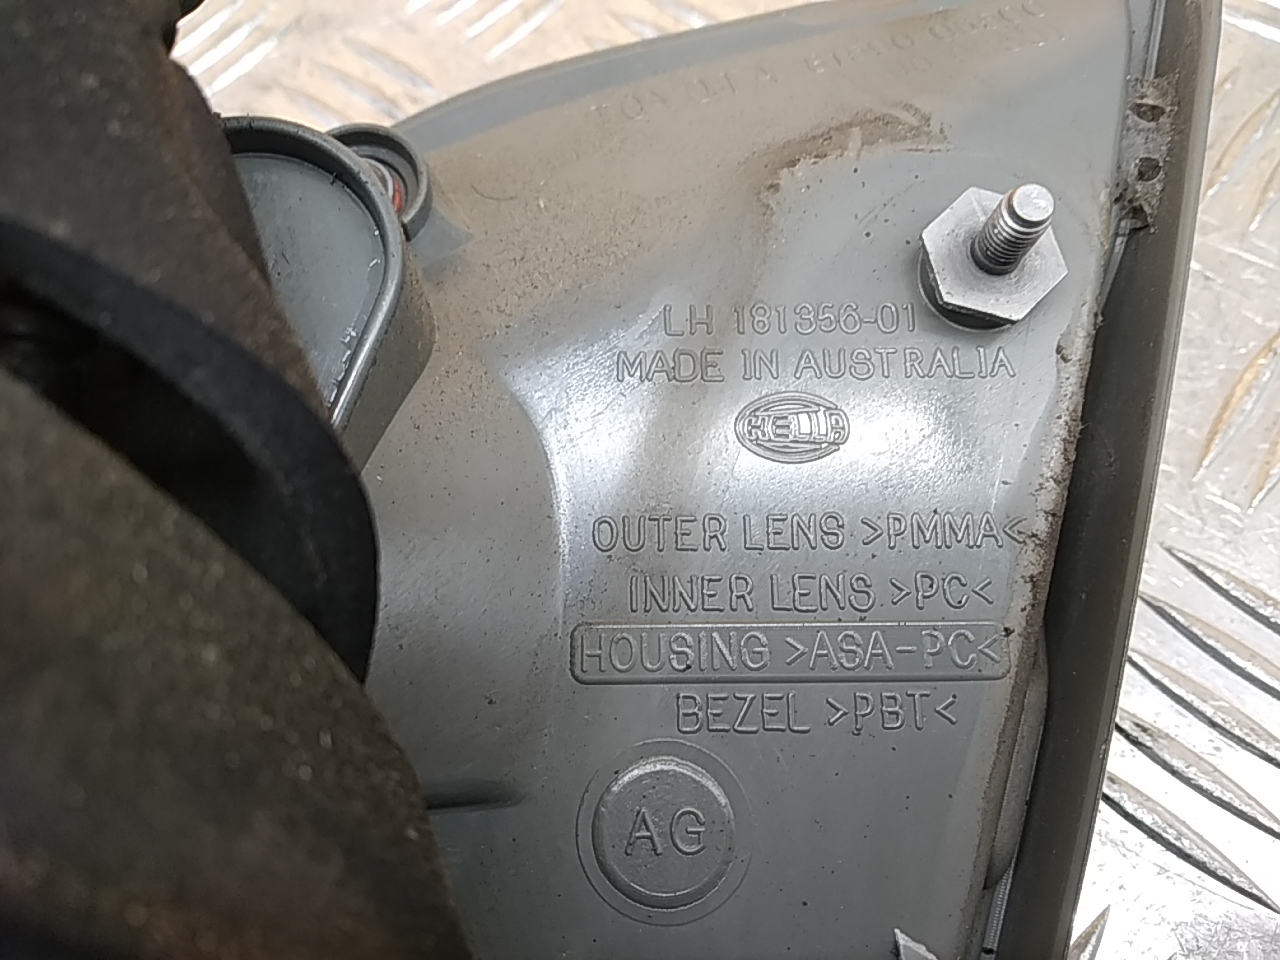 LH 181356-01
MADE IN AUSTRALIA
HELLA
OUTER LENS >PMMA<
INNER LENS >PC<
HOUSING >ASA-PC<
BEZEL >PBT<
AG